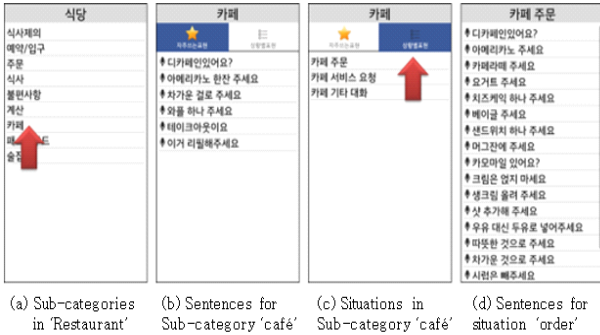 식당
식사제의
예약/입구
주문
식사
불편사항
계산
카페
카페
자주쓰는표현
상황별표현
디카페인있어요?
아메리카노 한잔 주세요
차가운 걸로 주세요
와플 하나 주세요
테이크아웃이요
이거 리필해주세요
카페
자주쓰는표현
상황별표현
카페 주문
카페 서비스 요청
카페 기타 대화
카페 주문
디카페인있어요?
아메리카노 주세요
카페라떼 주세요
요거트 주세요
치즈케익 하나 주세요
베이글 주세요
샌드위치 하나 주세요
머그잔에 주세요
카모마일 있어요?
크림은 얹지 마세요
생크림 올려 주세요
샷 추가해 주세요
우유 대신 두유로 넣어주세요
따뜻한 것으로 주세요
차가운 것으로 주세요
시럽은 빼주세요
(a) Sub-categories
in ‘Restaurant’
(b) Sentences for
Sub-category ‘café’
(c) Situations in
Sub-category ‘café’
(d) Sentences for
situation ‘order’